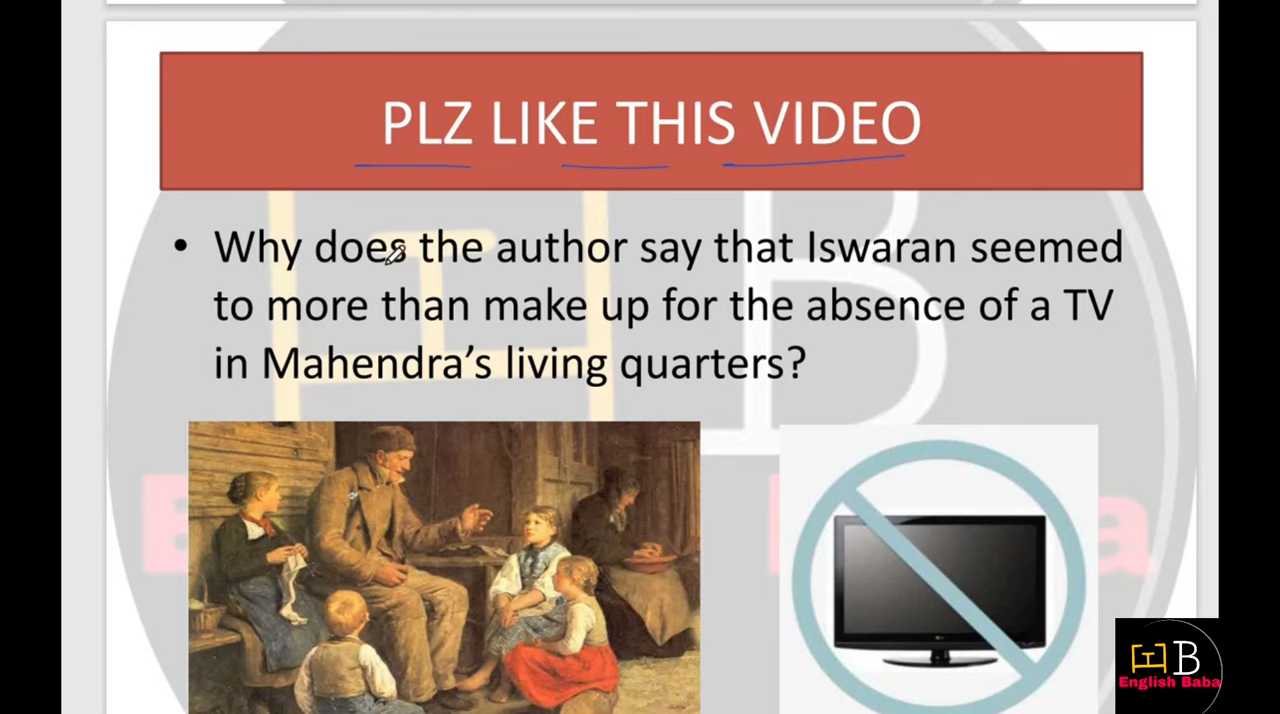 PLZ LIKE THIS VIDEO
• Why does the author say that Iswaran seemed
to more than make up for the absence of a TV
in Mahendra's living quarters?
EB
English Baba